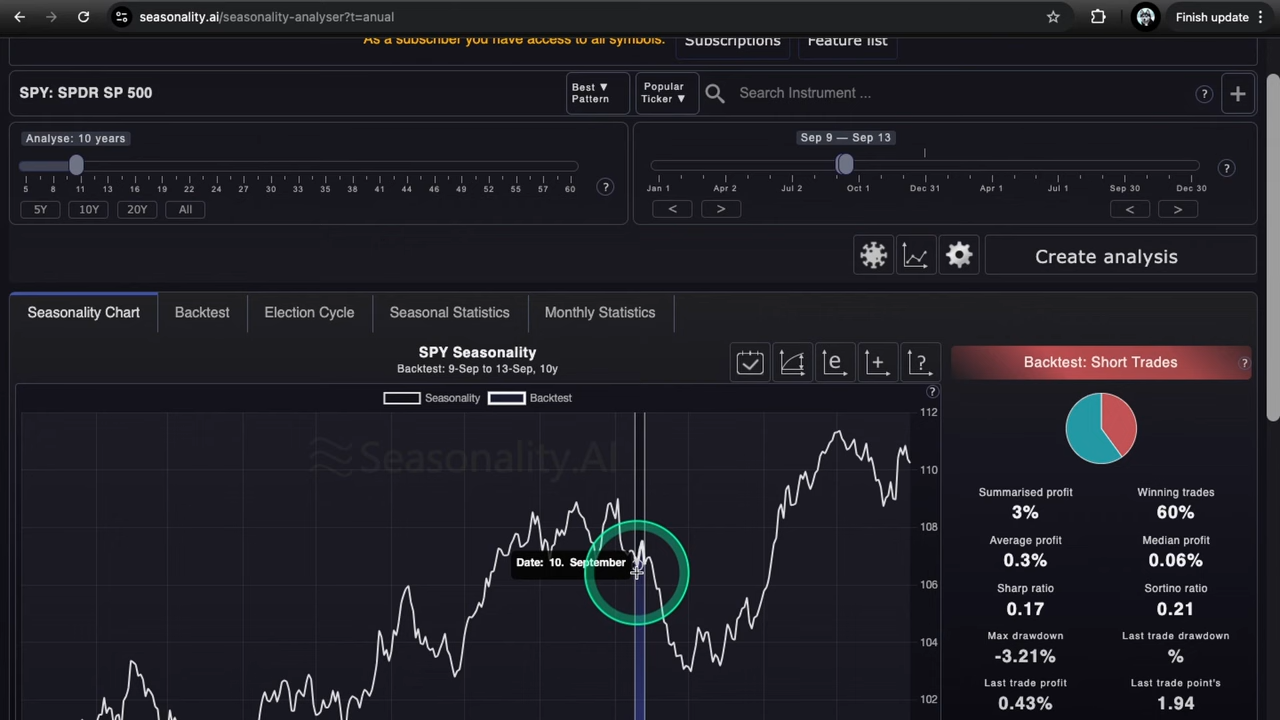 seasonality.ai/seasonality-analyser?t=anual
Finish update
As a subscriber you have access to all symbols.
Subscriptions
Feature list
SPY: SPDR SP 500
Best ▼
Pattern
Popular
Ticker ▼
Search Instrument ...
?
+
Analyse: 10 years
5 8 11 13 16 19 22 24 27 30 33 35 38 41 44 46 49 52 55 57 60
?
5Y 10Y 20Y All
Sep 9 — Sep 13
Jan 1 Apr 2 Jul 2 Oct 1 Dec 31 Apr 1 Jul 1 Sep 30 Dec 30
?
< > < >
Create analysis
Seasonality Chart
Backtest
Election Cycle
Seasonal Statistics
Monthly Statistics
SPY Seasonality
Backtest: 9-Sep to 13-Sep, 10y
e + ?
Seasonality Backtest
?
Seasonality.AI
112
110
108
106
104
102
Date: 10. September
Backtest: Short Trades
?
Summarised profit Winning trades
3% 60%
Average profit Median profit
0.3% 0.06%
Sharp ratio Sortino ratio
0.17 0.21
Max drawdown Last trade drawdown
-3.21% %
Last trade profit Last trade point's
0.43% 1.94